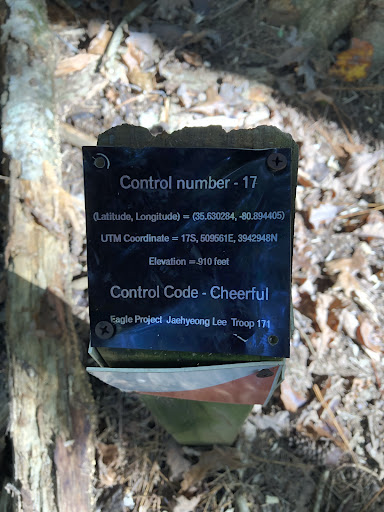 Control number - 17
(Latitude, Longitude) = (35.630284, -80.894405)
UTM Coordinate = 17S, 509561E, 3942948N
Elevation = 910 feet
Control Code - Cheerful
Eagle Project Jaehyeong Lee Troop 171